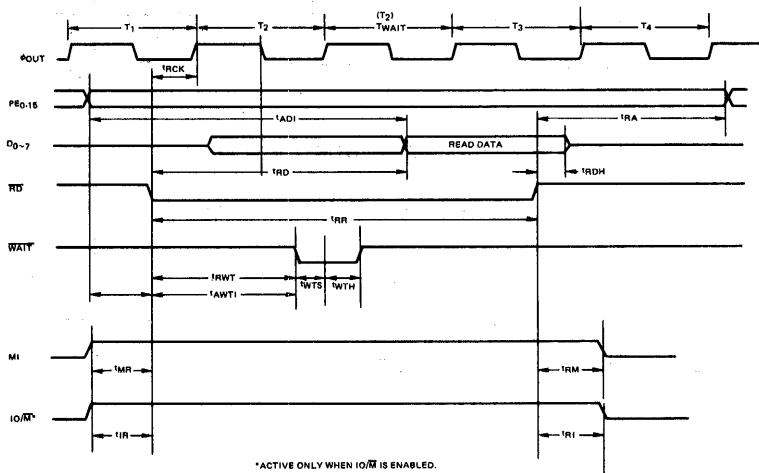 T1 T2 (T2) TWAIT T3 T4
φOUT
tRCK
PE0-15
tADI tRA
D0~7 READ DATA
tRD tRDH
RD
tRR
WAIT
tRWT tWTS tWTH
tAWTI
MI
tMR tRM
IO/M*
tIR tRI
*ACTIVE ONLY WHEN IO/M IS ENABLED.